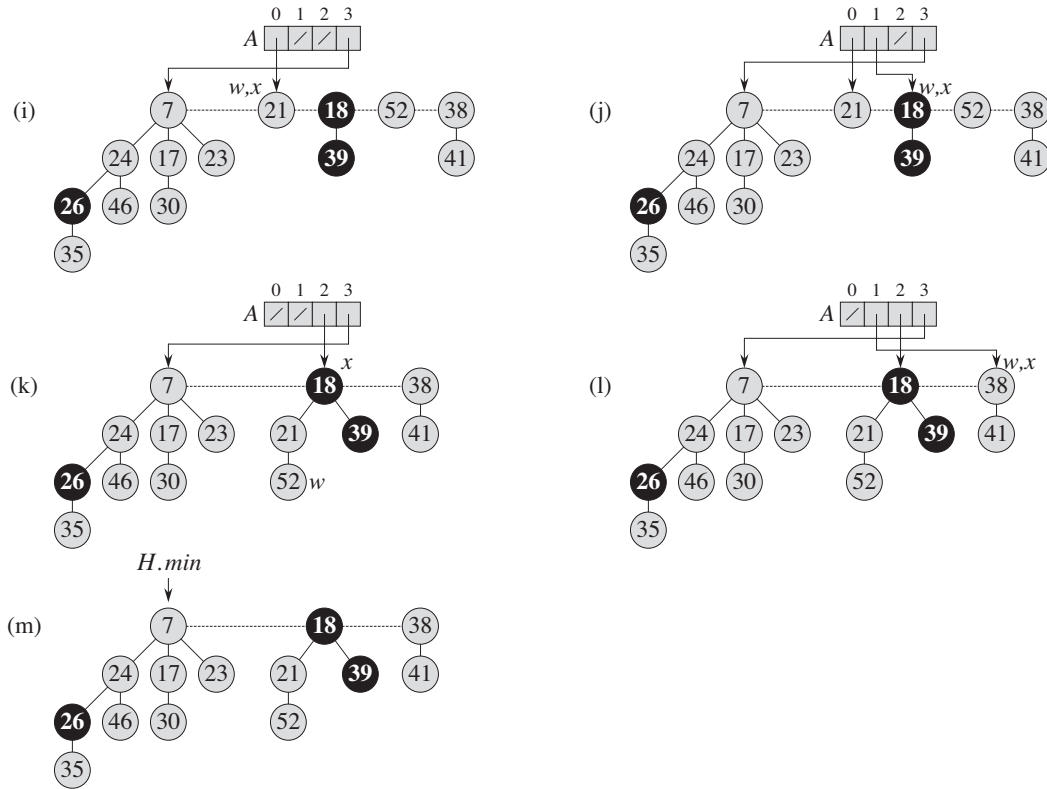 0 1 2 3
A
w,x
(i)
7 21 18 52 38
24 17 23 39 41
26 46 30
35
0 1 2 3
A
w,x
(j)
7 21 18 52 38
24 17 23 39 41
26 46 30
35
0 1 2 3
A
x
(k)
7 18 38
24 17 23 21 39 41
26 46 30 52 w
35
0 1 2 3
A
w,x
(l)
7 18 38
24 17 23 21 39 41
26 46 30 52
35
H.min
(m)
7 18 38
24 17 23 21 39 41
26 46 30 52
35